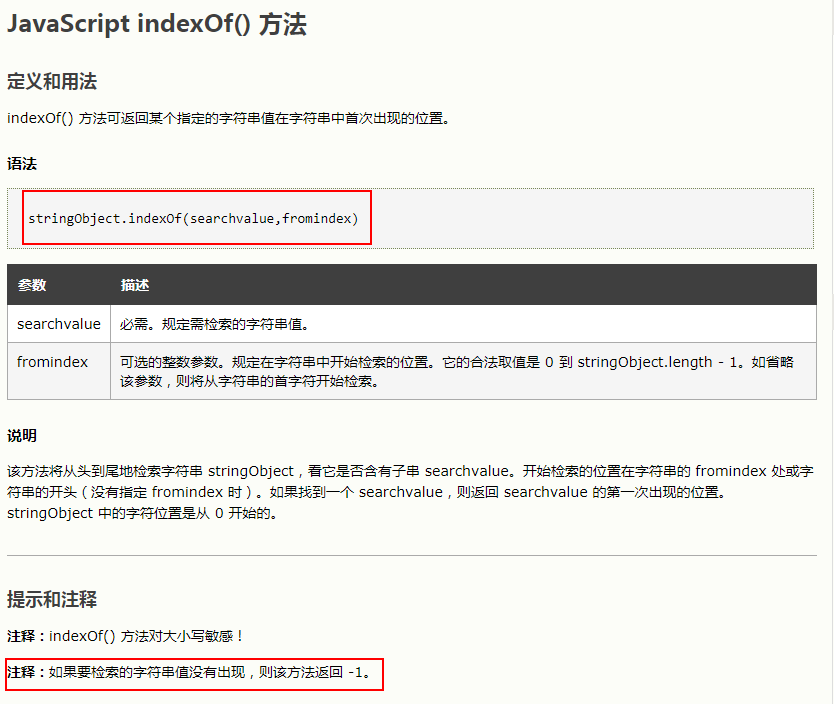 JavaScript indexOf() 方法
定义和用法
indexOf() 方法可返回某个指定的字符串值在字符串中首次出现的位置。
语法
stringObject.indexOf(searchvalue,fromindex)
参数 描述
searchvalue 必需。规定需检索的字符串值。
fromindex 可选的整数参数。规定在字符串中开始检索的位置。它的合法取值是 0 到 stringObject.length - 1。如省略
该参数，则将从字符串的首字符开始检索。
说明
该方法将从头到尾地检索字符串 stringObject，看它是否含有子串 searchvalue。开始检索的位置在字符串的 fromindex 处或字
符串的开头（没有指定 fromindex 时）。如果找到一个 searchvalue，则返回 searchvalue 的第一次出现的位置。
stringObject 中的字符位置是从 0 开始的。
提示和注释
注释：indexOf() 方法对大小写敏感！
注释：如果要检索的字符串值没有出现，则该方法返回 -1。